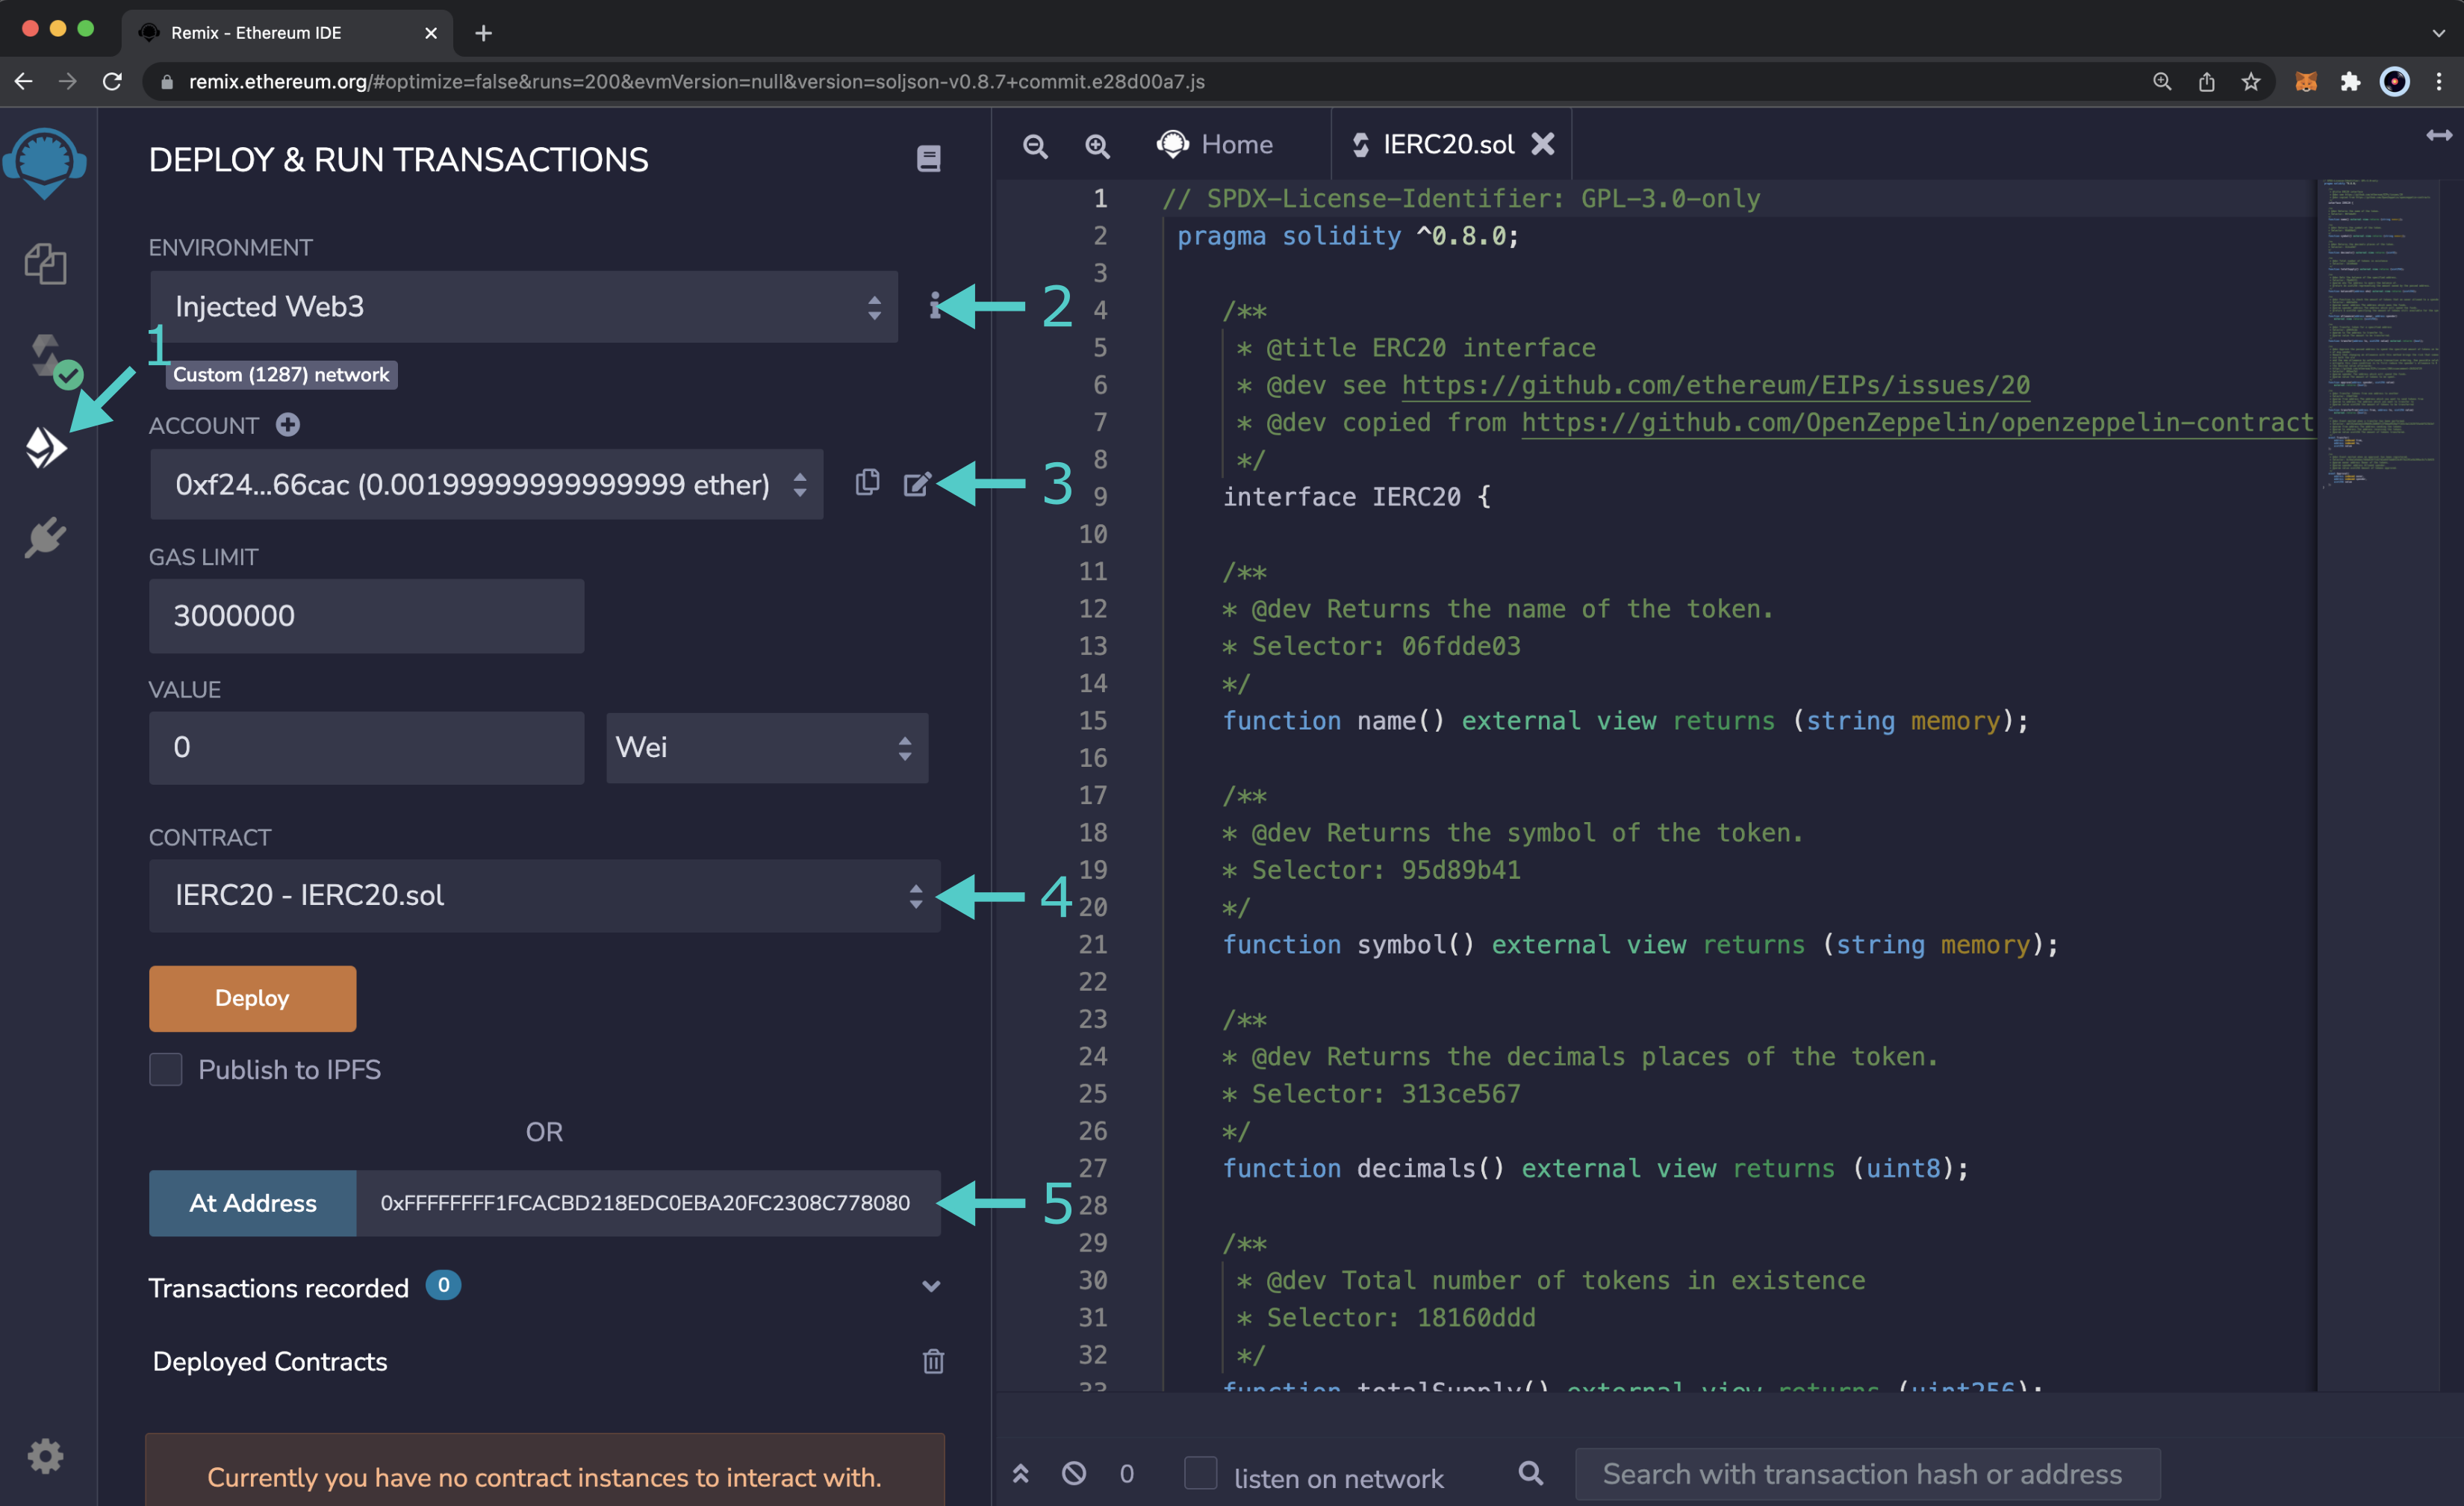 Remix - Ethereum IDE
remix.ethereum.org/#optimize=false&runs=200&evmVersion=null&version=soljson-v0.8.7+commit.e28d00a7.js
DEPLOY & RUN TRANSACTIONS
ENVIRONMENT
Injected Web3
2
1
Custom (1287) network
ACCOUNT
0xf24...66cac (0.00199999999999999 ether)
3
GAS LIMIT
3000000
VALUE
0
Wei
CONTRACT
IERC20 - IERC20.sol
4
Deploy
Publish to IPFS
OR
At Address
0xFFFFFFFF1FCACBD218EDC0EBA20FC2308C778080
5
Transactions recorded 0
Deployed Contracts
Currently you have no contract instances to interact with.
Home
IERC20.sol
1 // SPDX-License-Identifier: GPL-3.0-only
2 pragma solidity ^0.8.0;
3
4 /**
5 * @title ERC20 interface
6 * @dev see https://github.com/ethereum/EIPs/issues/20
7 * @dev copied from https://github.com/OpenZeppelin/openzeppelin-contract
8 */
9 interface IERC20 {
10
11 /**
12 * @dev Returns the name of the token.
13 * Selector: 06fdde03
14 */
15 function name() external view returns (string memory);
16
17 /**
18 * @dev Returns the symbol of the token.
19 * Selector: 95d89b41
20 */
21 function symbol() external view returns (string memory);
22
23 /**
24 * @dev Returns the decimals places of the token.
25 * Selector: 313ce567
26 */
27 function decimals() external view returns (uint8);
28
29 /**
30 * @dev Total number of tokens in existence
31 * Selector: 18160ddd
32 */
33 function totalSupply() external view returns (uint256);
0
listen on network
Search with transaction hash or address